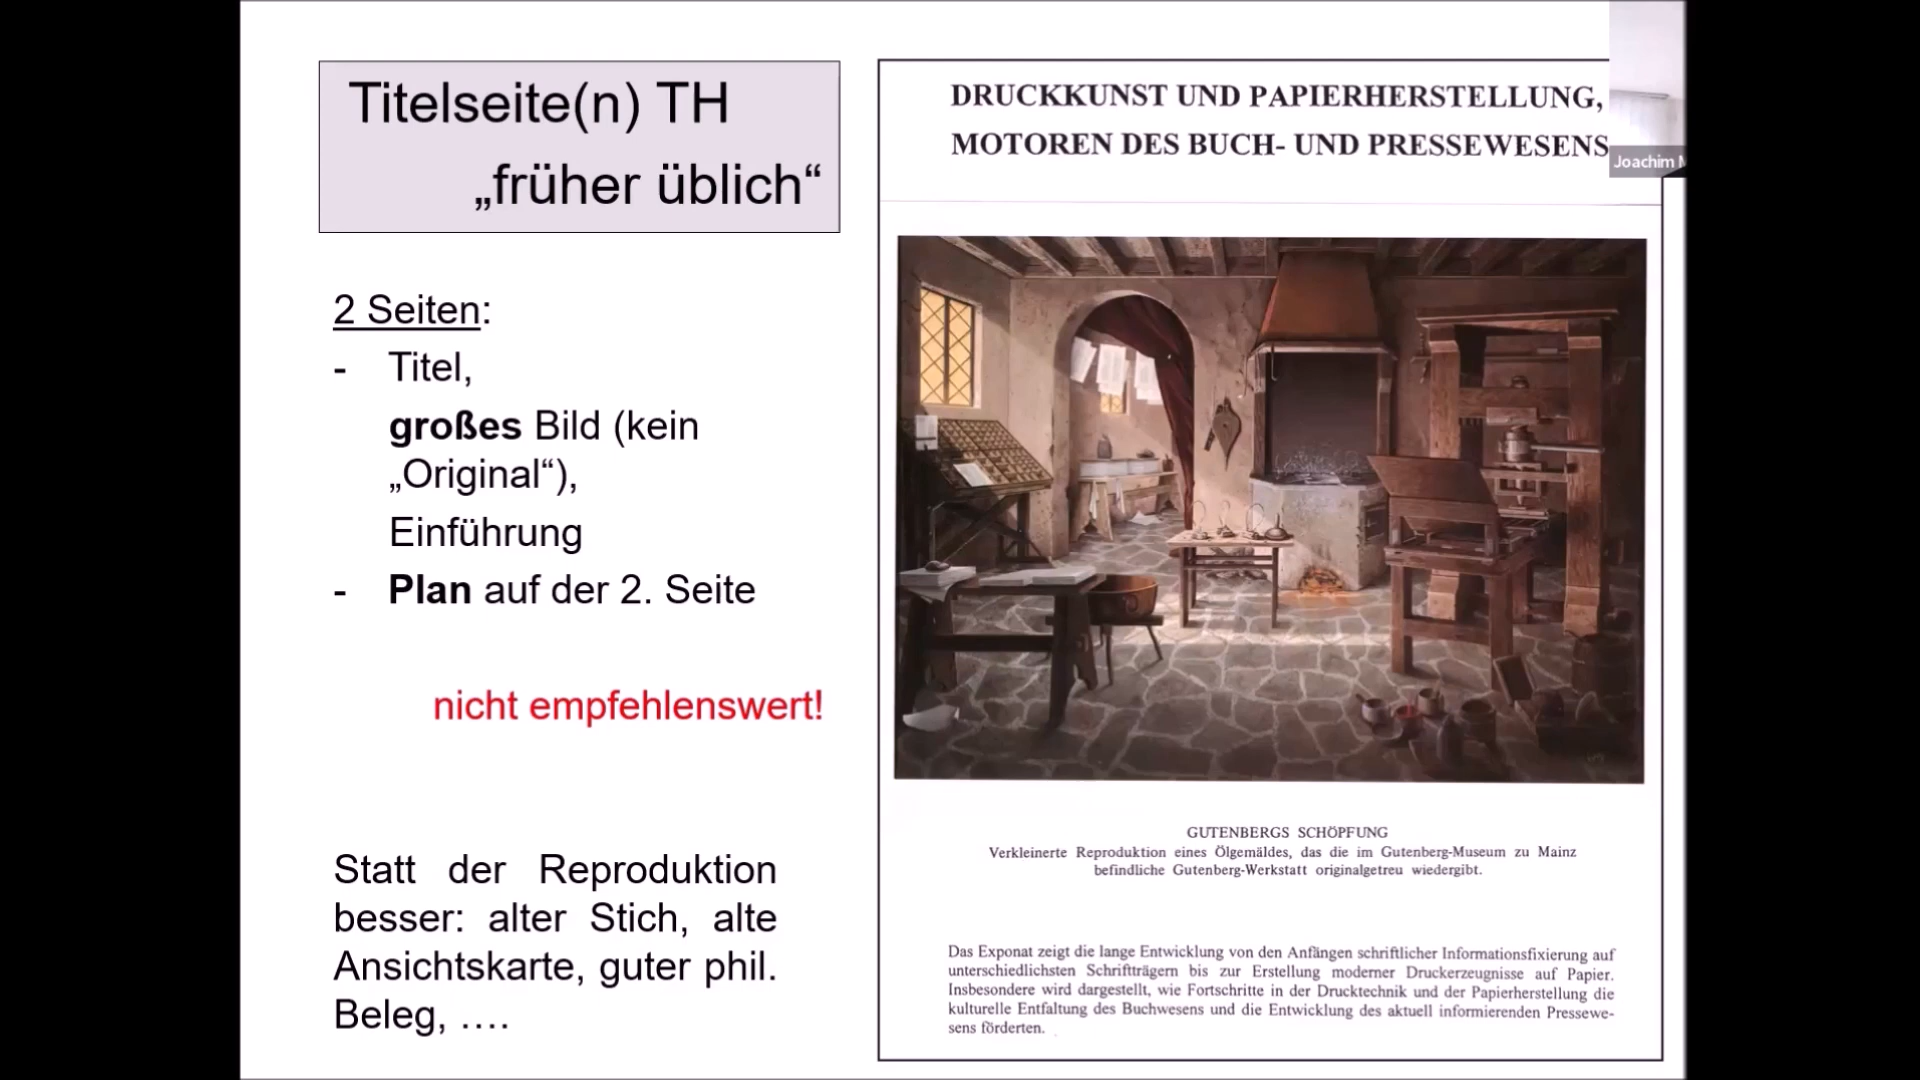 Titelseite(n) TH
„früher üblich“
2 Seiten:
- Titel,
großes Bild (kein
„Original“),
Einführung
- Plan auf der 2. Seite
nicht empfehlenswert!
Statt der Reproduktion
besser: alter Stich, alte
Ansichtskarte, guter phil.
Beleg, ….
DRUCKKUNST UND PAPIERHERSTELLUNG,
MOTOREN DES BUCH- UND PRESSEWESENS
Joachim M
GUTENBERGS SCHÖPFUNG
Verkleinerte Reproduktion eines Ölgemäldes, das die im Gutenberg-Museum zu Mainz
befindliche Gutenberg-Werkstatt originalgetreu wiedergibt.
Das Exponat zeigt die lange Entwicklung von den Anfängen schriftlicher Informationsfixierung auf
unterschiedlichsten Schriftträgern bis zur Erstellung moderner Druckerzeugnisse auf Papier.
Insbesondere wird dargestellt, wie Fortschritte in der Drucktechnik und der Papierherstellung die
kulturelle Entfaltung des Buchwesens und die Entwicklung des aktuell informierenden Pressewe-
sens förderten.